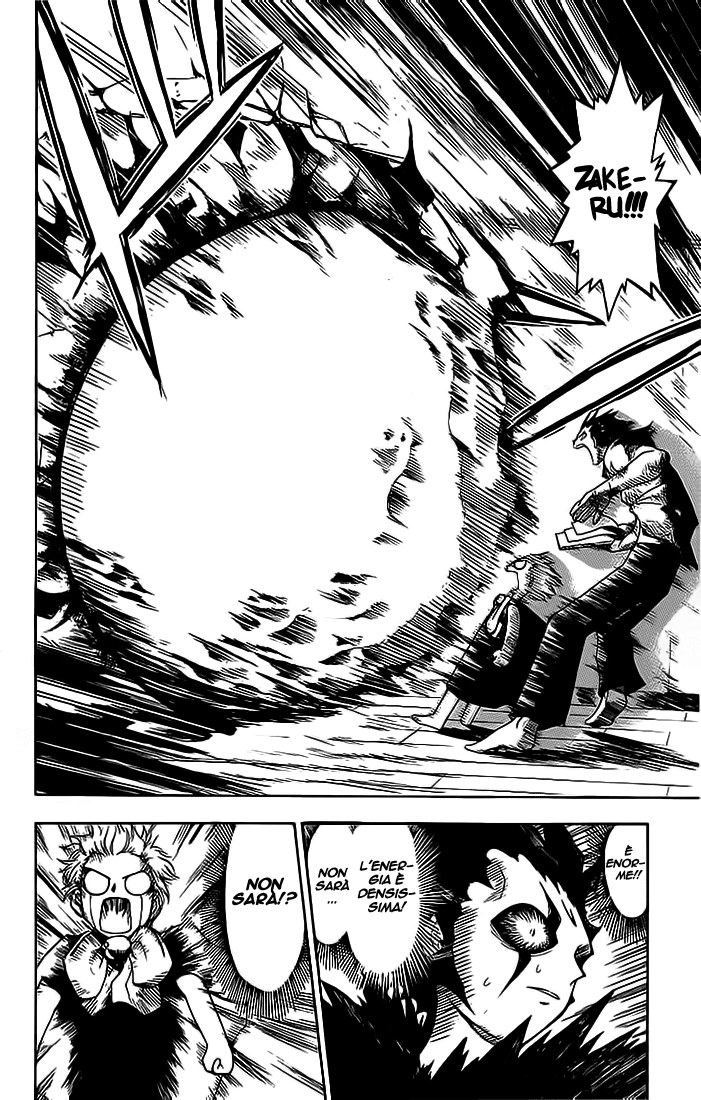 ZAKE-
RU!!!
È
ENOR-
ME!!
L'ENER-
GIA È
DENSIS-
SIMA!
NON
SARÀ
...
NON
SARÀ!?